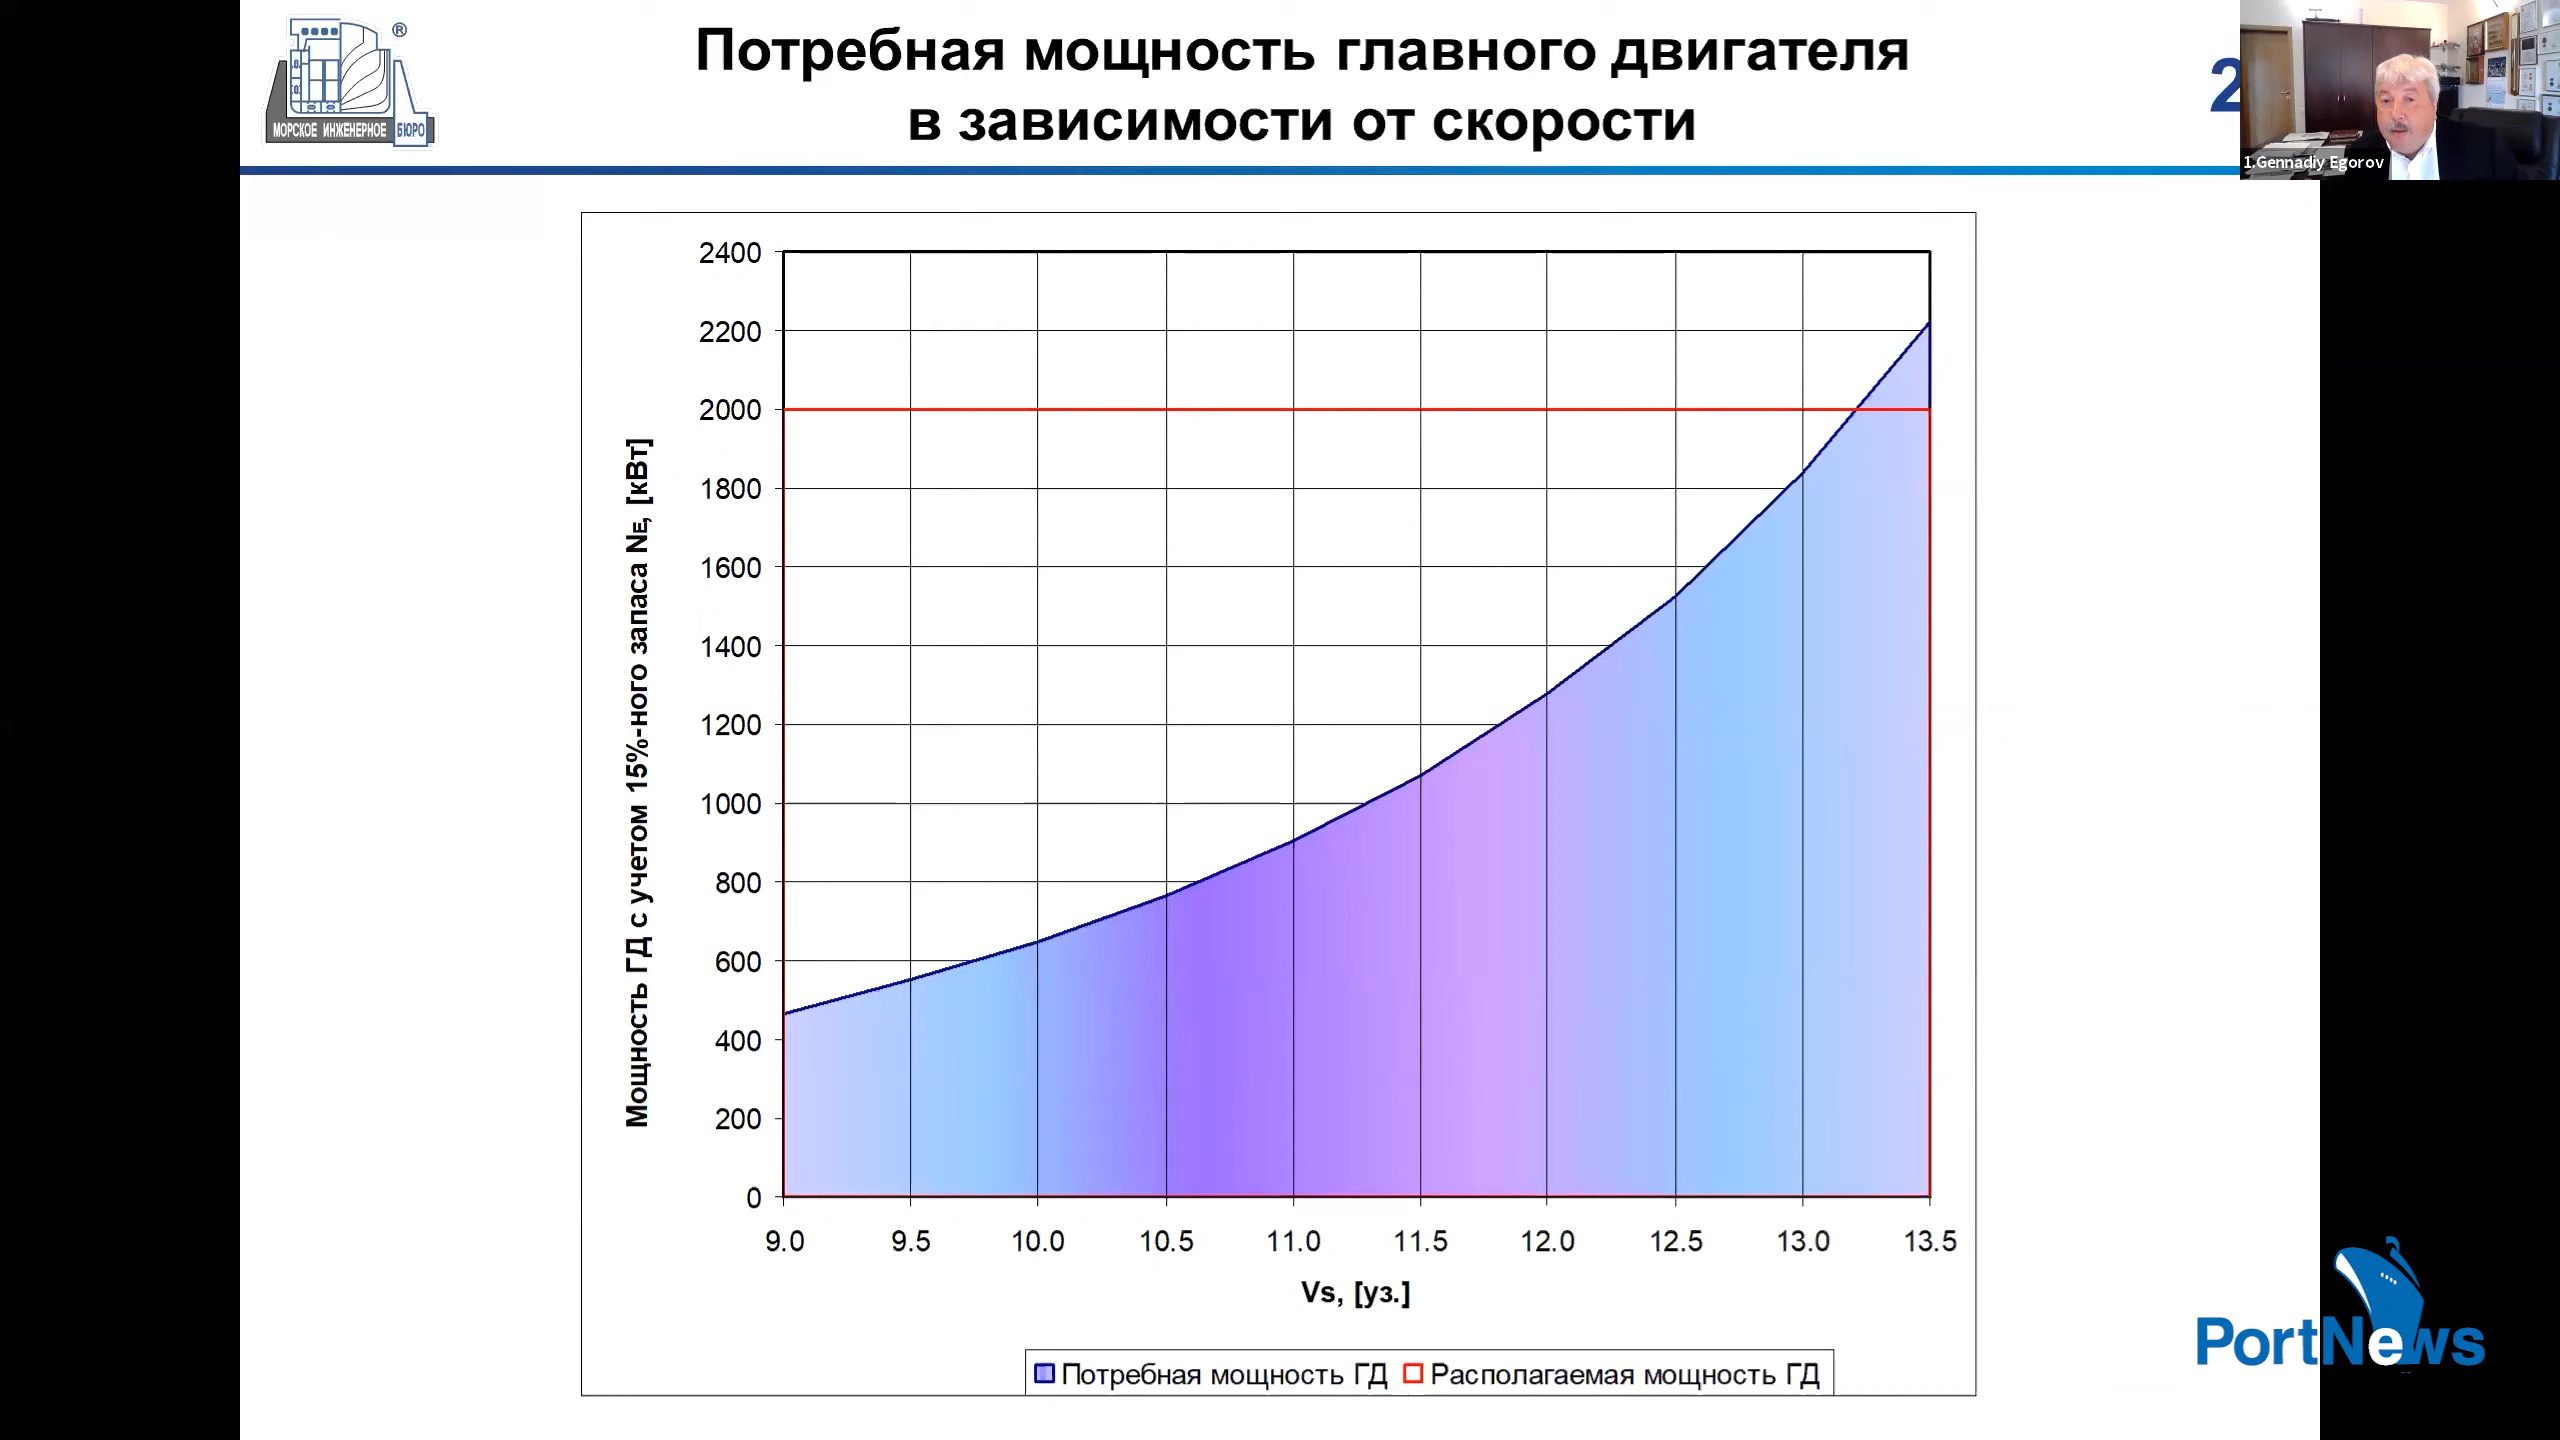 МОРСКОЕ ИНЖЕНЕРНОЕ БЮРО
®
Потребная мощность главного двигателя
в зависимости от скорости
2
1.Gennadiy Egorov
Мощность ГД с учетом 15%-ного запаса NE, [кВт]
2400
2200
2000
1800
1600
1400
1200
1000
800
600
400
200
0
9.0 9.5 10.0 10.5 11.0 11.5 12.0 12.5 13.0 13.5
Vs, [уз.]
Потребная мощность ГД Располагаемая мощность ГД
PortNews